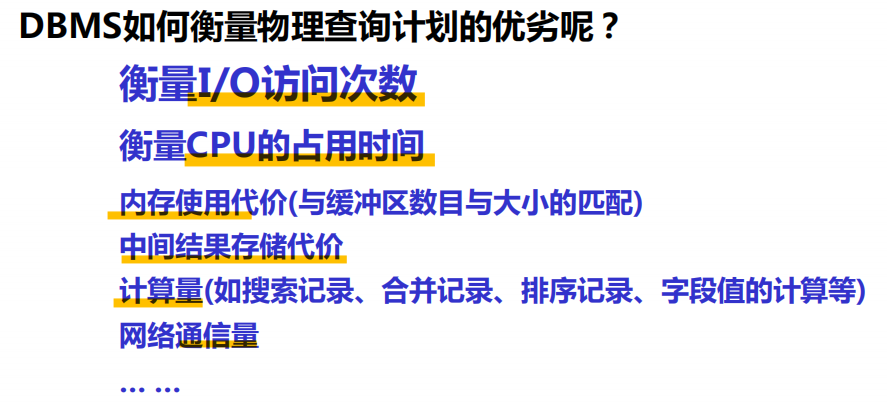 DBMS如何衡量物理查询计划的优劣呢？
衡量I/O访问次数
衡量CPU的占用时间
内存使用代价(与缓冲区数目与大小的匹配)
中间结果存储代价
计算量(如搜索记录、合并记录、排序记录、字段值的计算等)
网络通信量
... ...